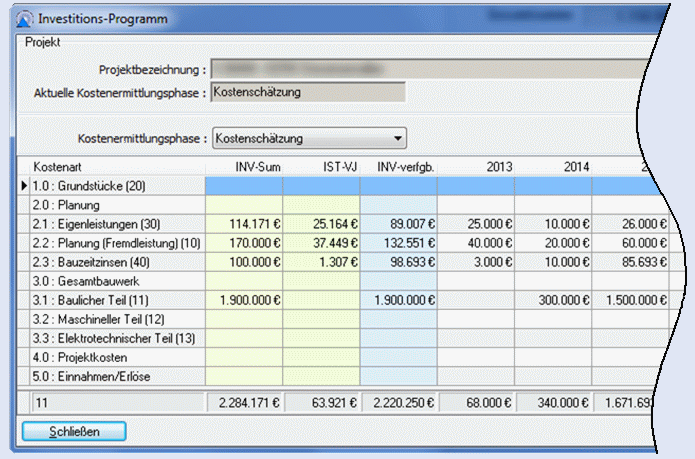 Investitions-Programm
Projekt
Projektbezeichnung :
Aktuelle Kostenermittlungsphase : Kostenschätzung
Kostenermittlungsphase : Kostenschätzung
Kostenart INV-Sum IST-VJ INV-verfgb. 2013 2014
1.0 : Grundstücke (20)
2.0 : Planung
2.1 : Eigenleistungen (30) 114.171 € 25.164 € 89.007 € 25.000 € 10.000 € 26.000 €
2.2 : Planung (Fremdleistung) (10) 170.000 € 37.449 € 132.551 € 40.000 € 20.000 € 60.000 €
2.3 : Bauzeitzinsen (40) 100.000 € 1.307 € 98.693 € 3.000 € 10.000 € 85.693 €
3.0 : Gesamtbauwerk
3.1 : Baulicher Teil (11) 1.900.000 € 1.900.000 € 300.000 € 1.500.000 €
3.2 : Maschineller Teil (12)
3.3 : Elektrotechnischer Teil (13)
4.0 : Projektkosten
5.0 : Einnahmen/Erlöse
11 2.284.171 € 63.921 € 2.220.250 € 68.000 € 340.000 € 1.671.69
Schließen